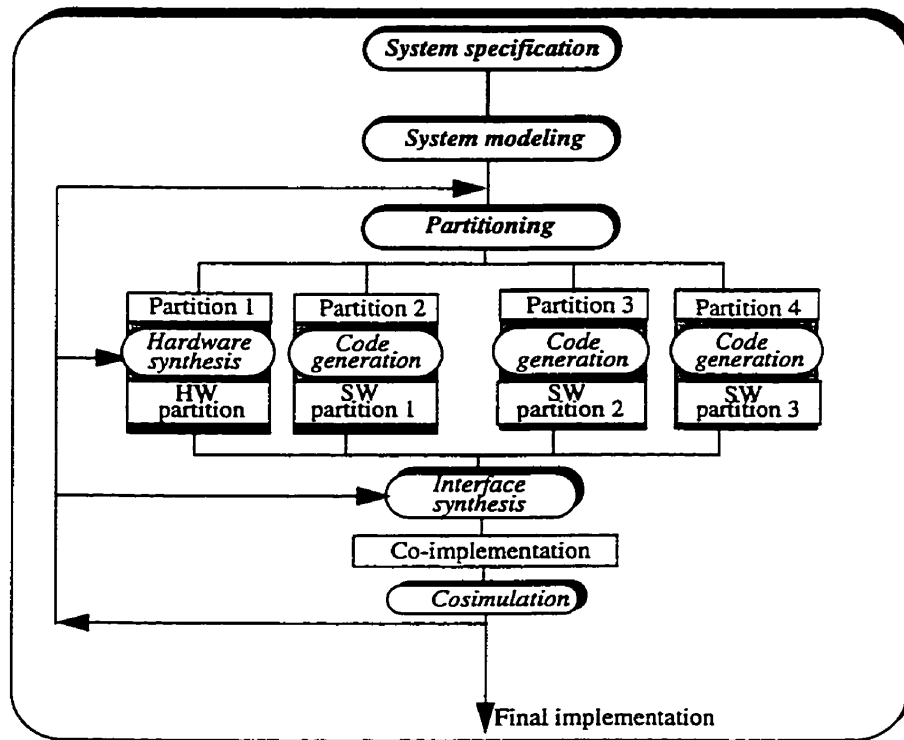 System specification
System modeling
Partitioning
Partition 1
Partition 2
Partition 3
Partition 4
Hardware
synthesis
Code
generation
Code
generation
Code
generation
HW
partition
SW
partition 1
SW
partition 2
SW
partition 3
Interface
synthesis
Co-implementation
Cosimulation
Final implementation